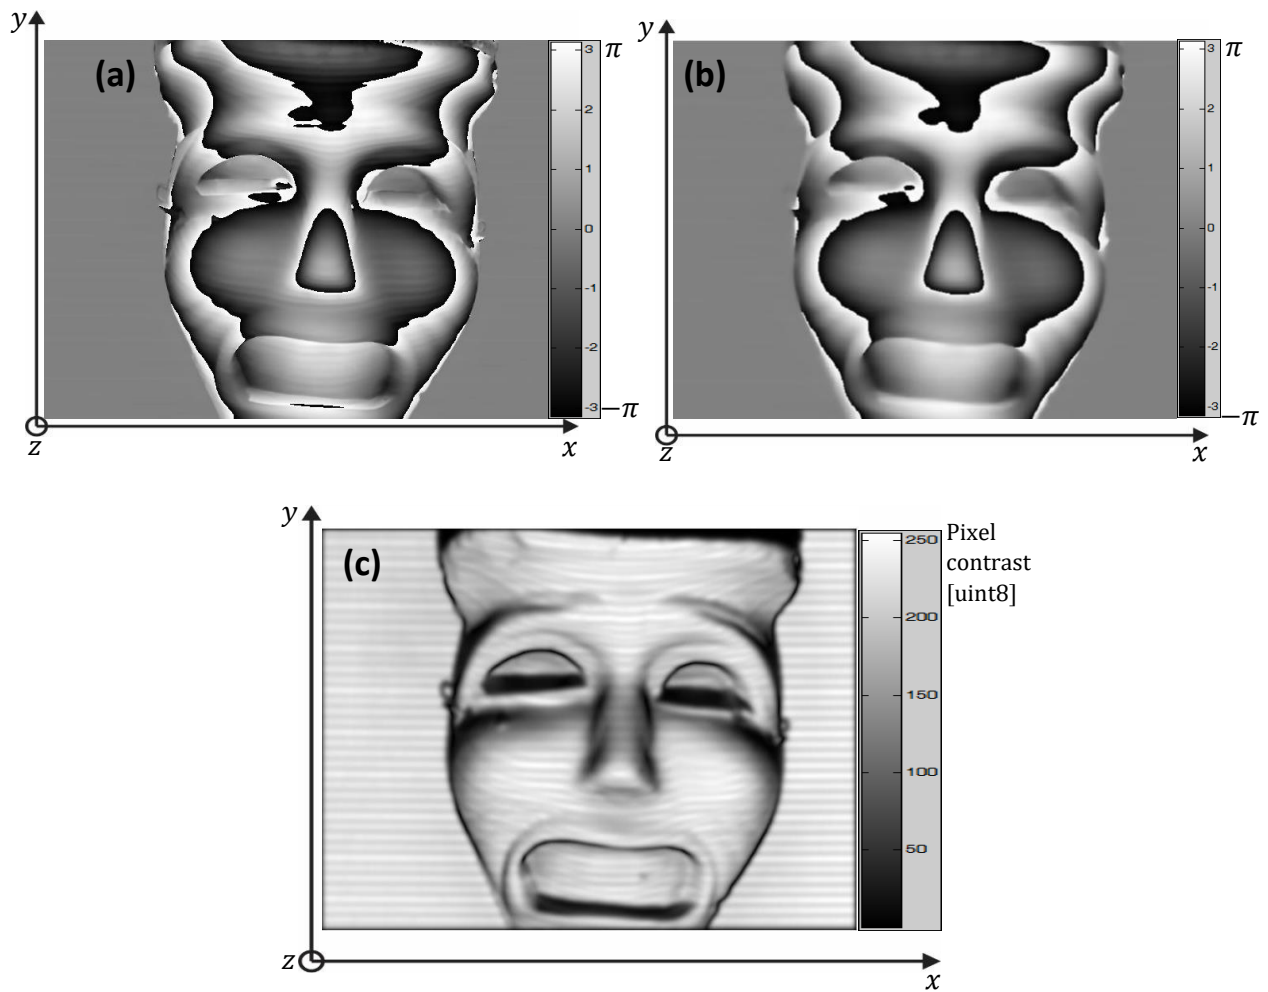 y
(a)
3 π
2
1
0
-1
-2
-3 −π
z
x
y
(b)
3 π
2
1
0
-1
-2
-3
−π
z
x
y
(c)
250
200
150
100
50
Pixel
contrast
[uint8]
z
x